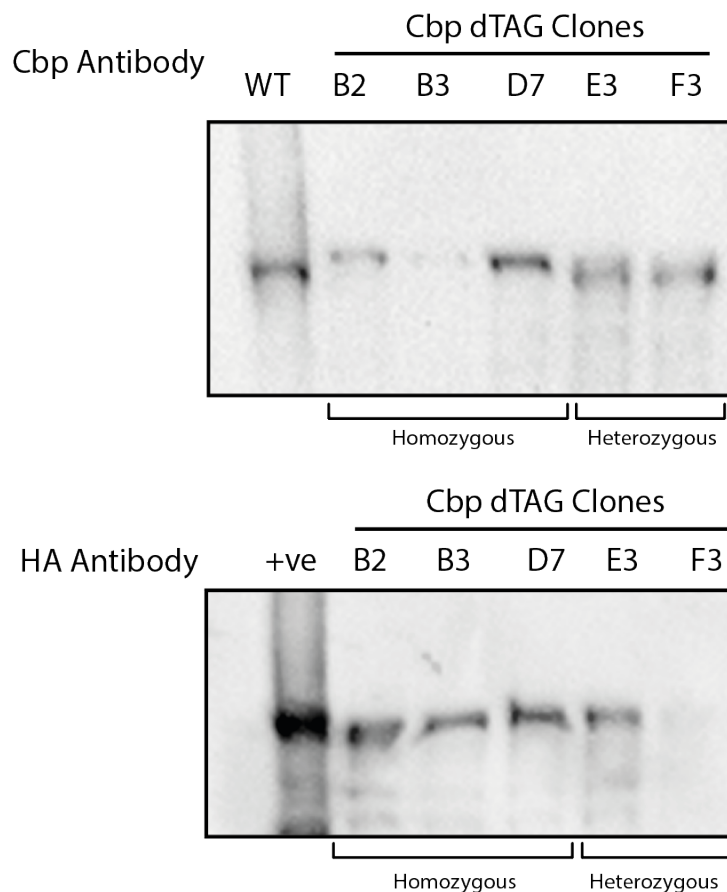 Cbp dTAG Clones
Cbp Antibody
WT B2 B3 D7 E3 F3
Homozygous Heterozygous
Cbp dTAG Clones
HA Antibody +ve B2 B3 D7 E3 F3
Homozygous Heterozygous